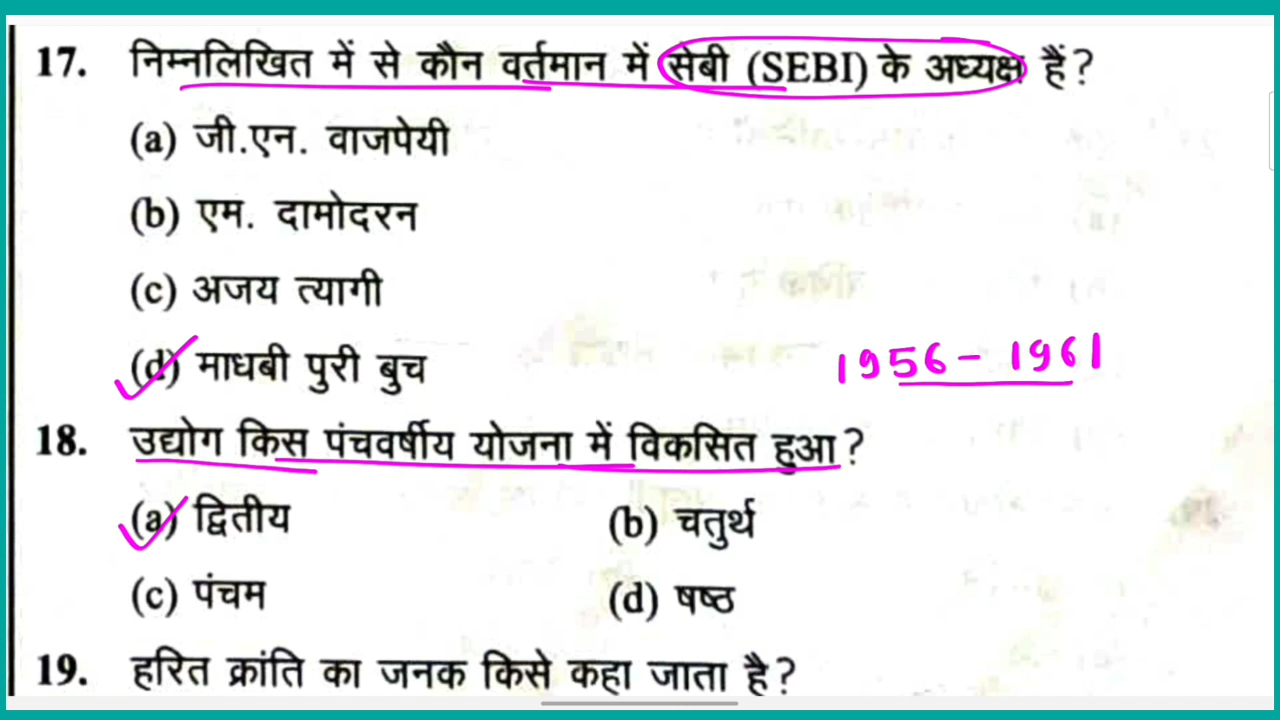 17. निम्नलिखित में से कौन वर्तमान में सेबी (SEBI) के अध्यक्ष हैं?
(a) जी.एन. वाजपेयी
(b) एम. दामोदरन
(c) अजय त्यागी
(d) माधबी पुरी बुच
1956 - 1961
18. उद्योग किस पंचवर्षीय योजना में विकसित हुआ?
(a) द्वितीय (b) चतुर्थ
(c) पंचम (d) षष्ठ
19. हरित क्रांति का जनक किसे कहा जाता है?